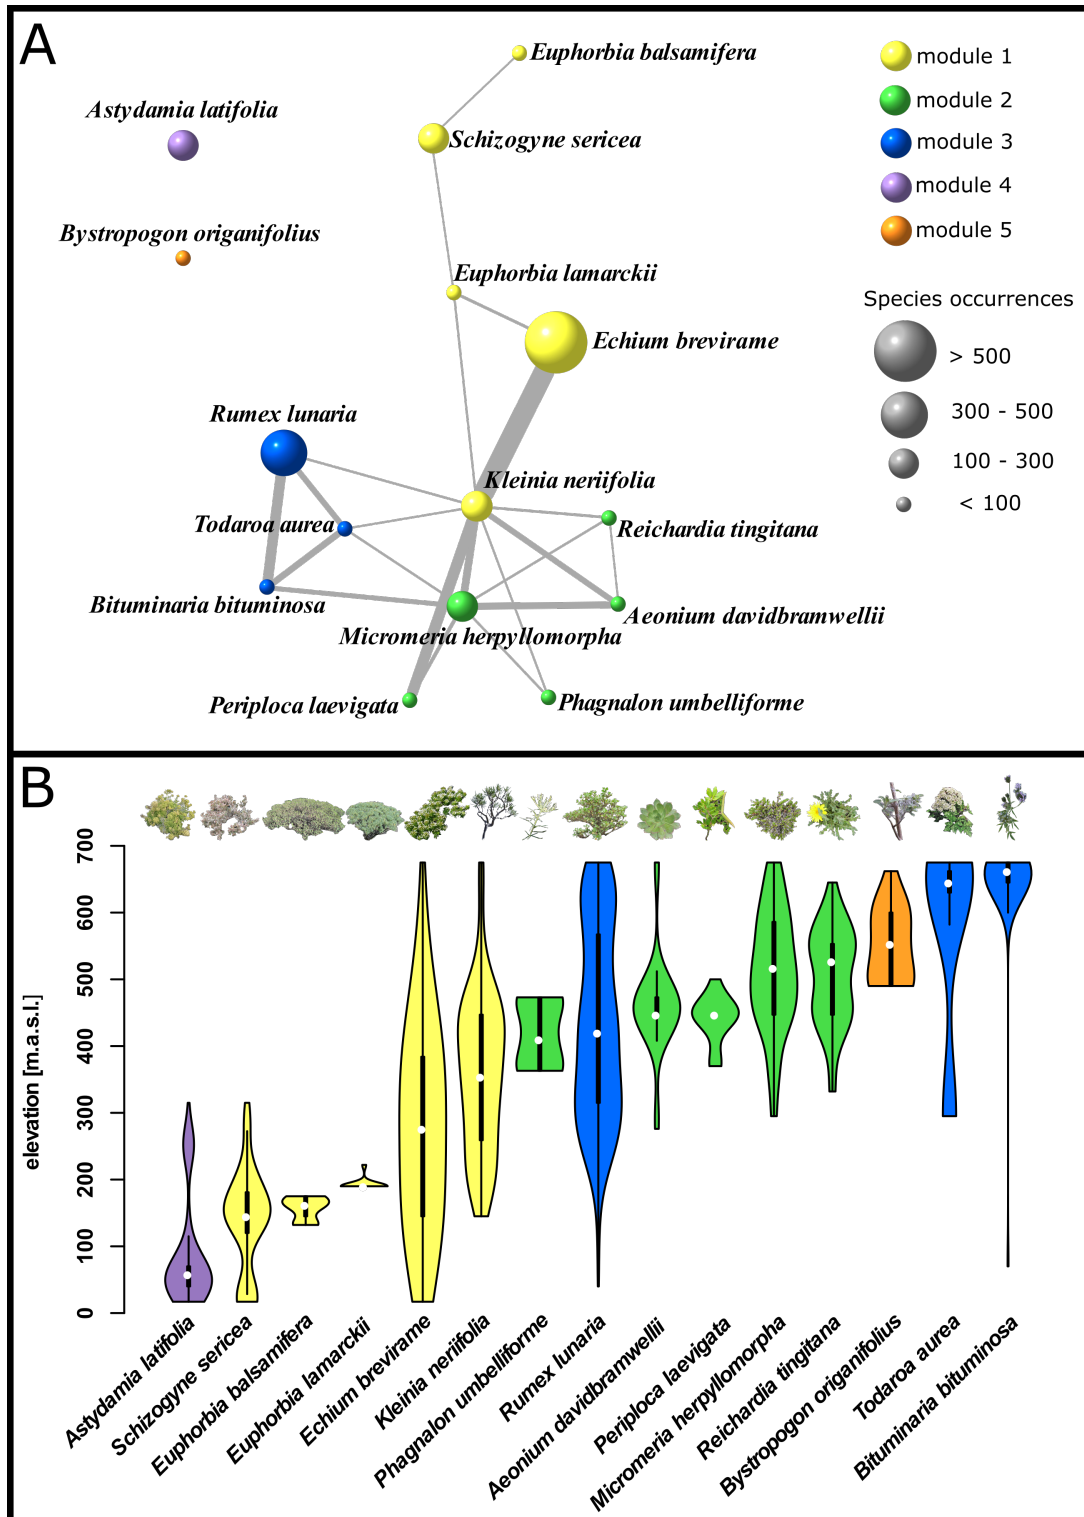 A
Euphorbia balsamifera
module 1
Astydamia latifolia
module 2
Schizogyne sericea
module 3
module 4
Bystropogon origanifolius
module 5
Euphorbia lamarckii
Species occurrences
Echium brevirame
> 500
Rumex lunaria
300 - 500
100 - 300
Kleinia neriifolia
< 100
Todaroa aurea
Reichardia tingitana
Bituminaria bituminosa
Aeonium davidbramwellii
Micromeria herpyllomorpha
Periploca laevigata
Phagnalon umbelliforme
B
700
600
500
400
300
200
100
0
elevation [m.a.s.l.]
Astydamia latifolia
Schizogyne sericea
Euphorbia balsamifera
Euphorbia lamarckii
Echium brevirame
Kleinia neriifolia
Phagnalon umbelliforme
Rumex lunaria
Aeonium davidbramwellii
Periploca laevigata
Micromeria herpyllomorpha
Reichardia tingitana
Bystropogon origanifolius
Todaroa aurea
Bituminaria bituminosa